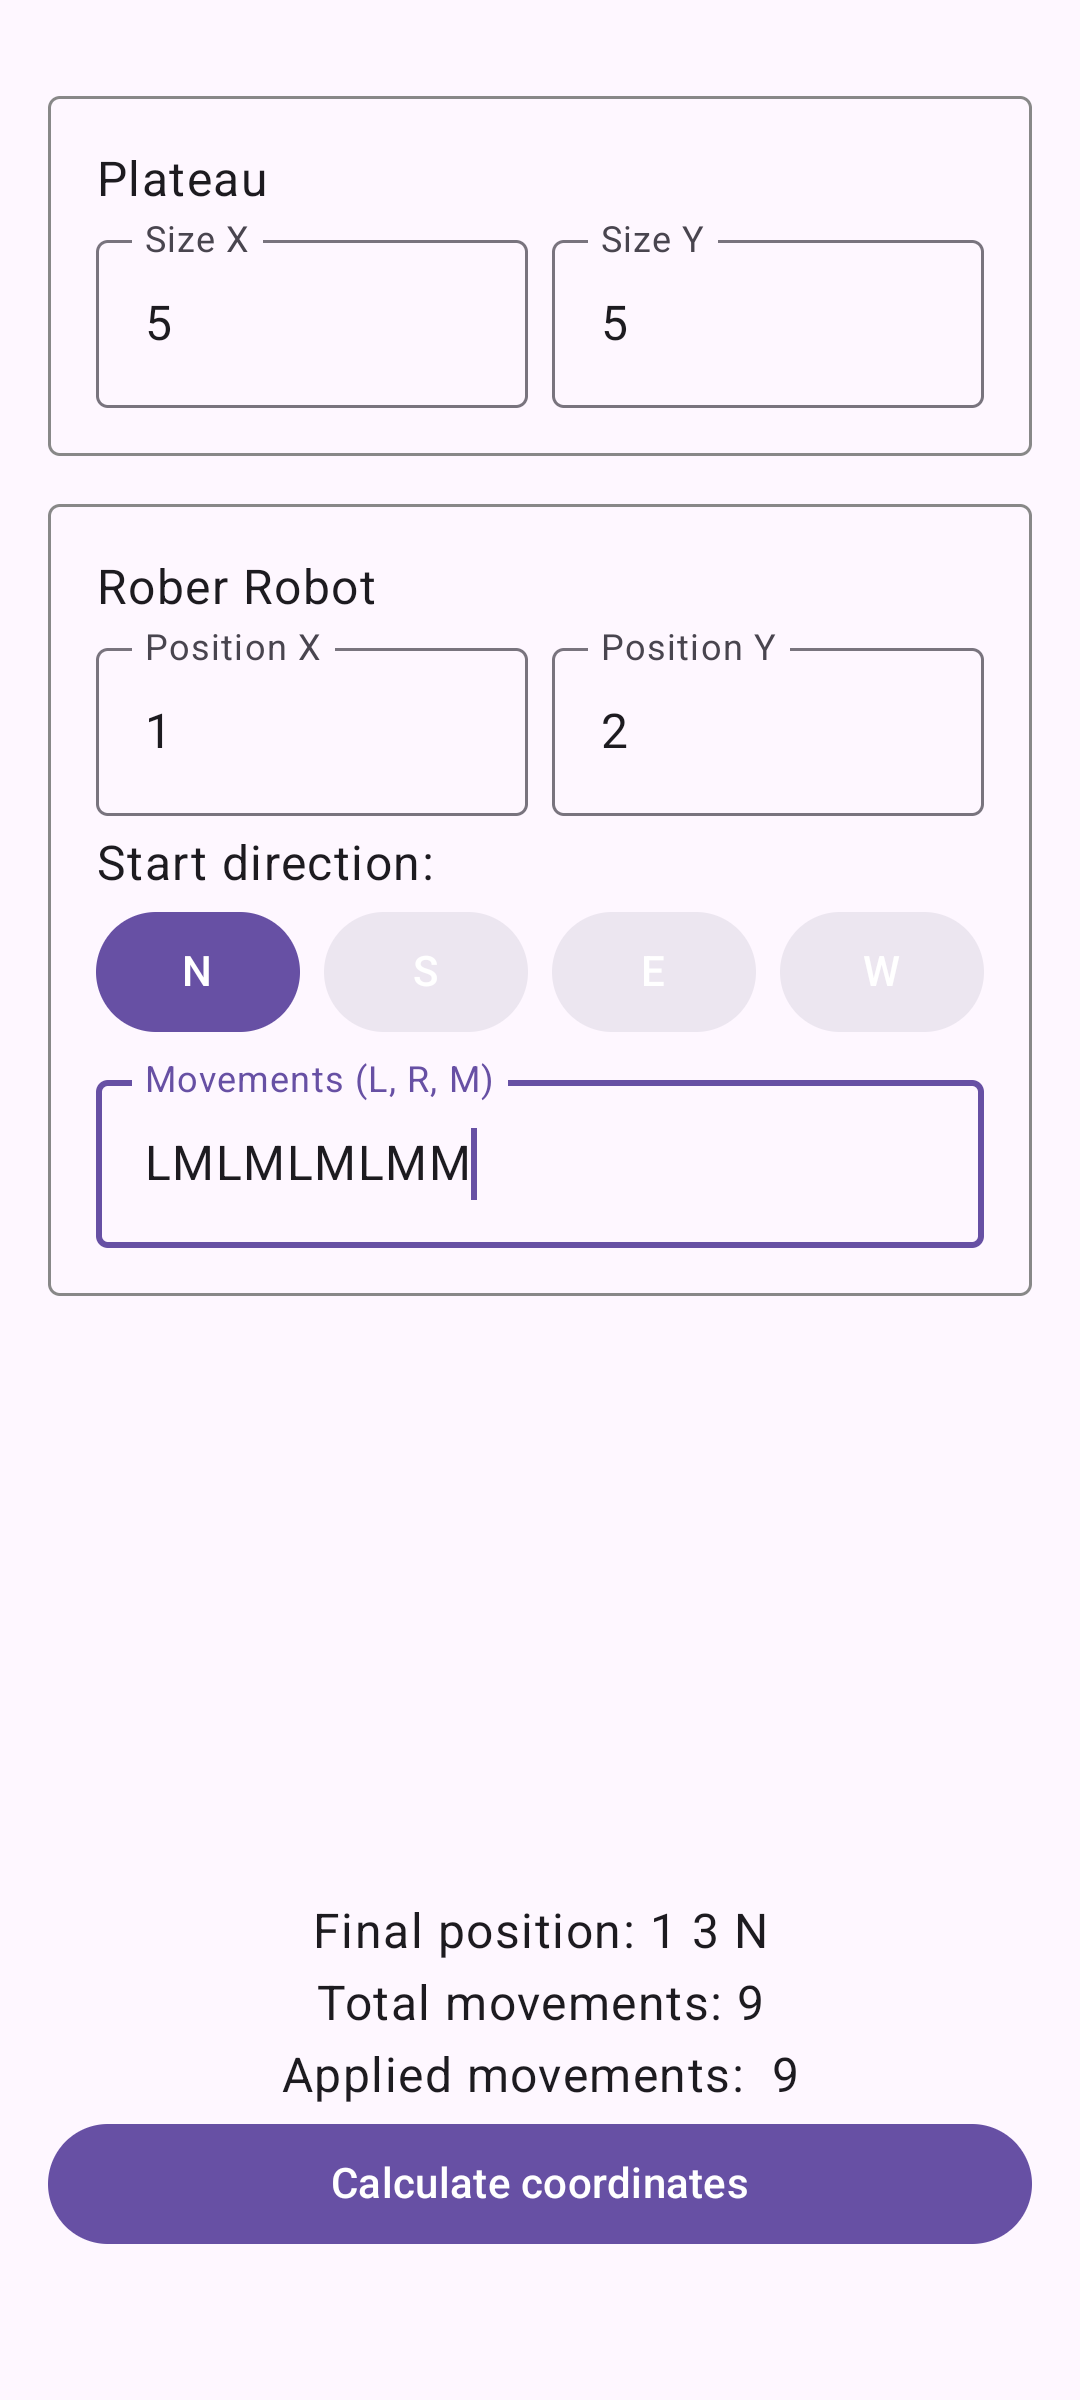 Plateau
Size X
Size Y
5
5
Rober Robot
Position X
Position Y
1
2
Start direction:
N
S
E
W
Movements (L, R, M)
LMLMLMLMM
Final position: 1 3 N
Total movements: 9
Applied movements:  9
Calculate coordinates